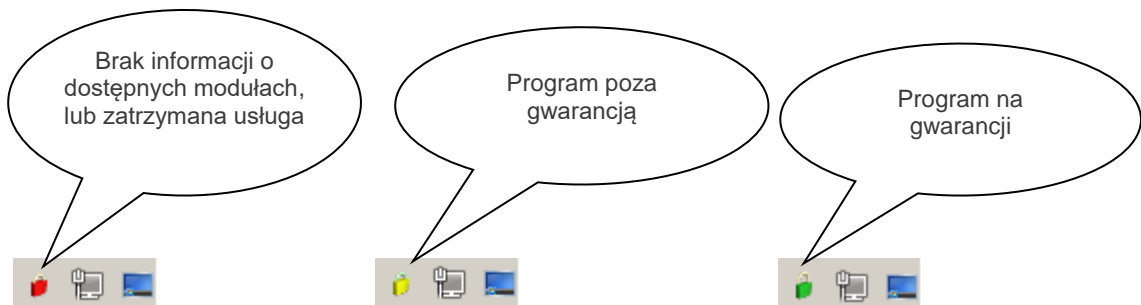 Brak informacji o
dostępnych modułach,
lub zatrzymana usługa
Program poza
gwarancją
Program na
gwarancji